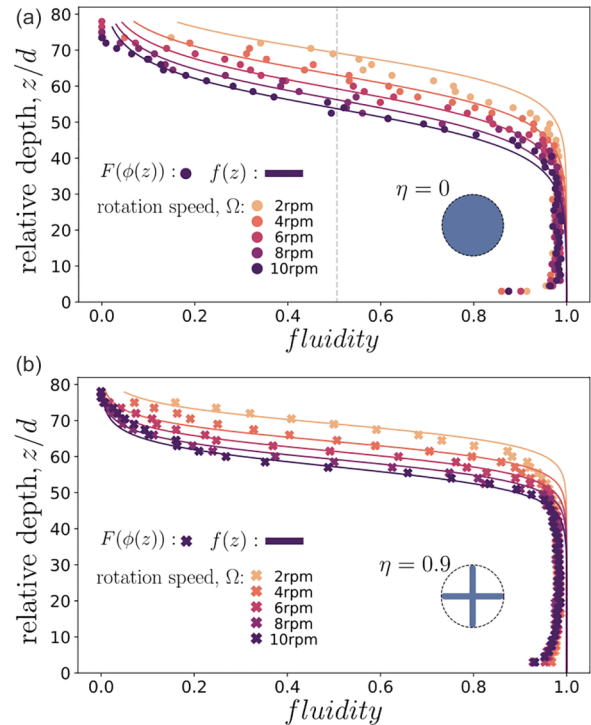 (a)
80
70
60
50
40
30
20
10
0
relative depth, z/d
F(ϕ(z)) : f(z) :
rotation speed, Ω:
2rpm
4rpm
6rpm
8rpm
10rpm
η = 0
0.0 0.2 0.4 0.6 0.8 1.0
fluidity
(b)
80
70
60
50
40
30
20
10
0
relative depth, z/d
F(ϕ(z)) : f(z) :
rotation speed, Ω:
2rpm
4rpm
6rpm
8rpm
10rpm
η = 0.9
0.0 0.2 0.4 0.6 0.8 1.0
fluidity